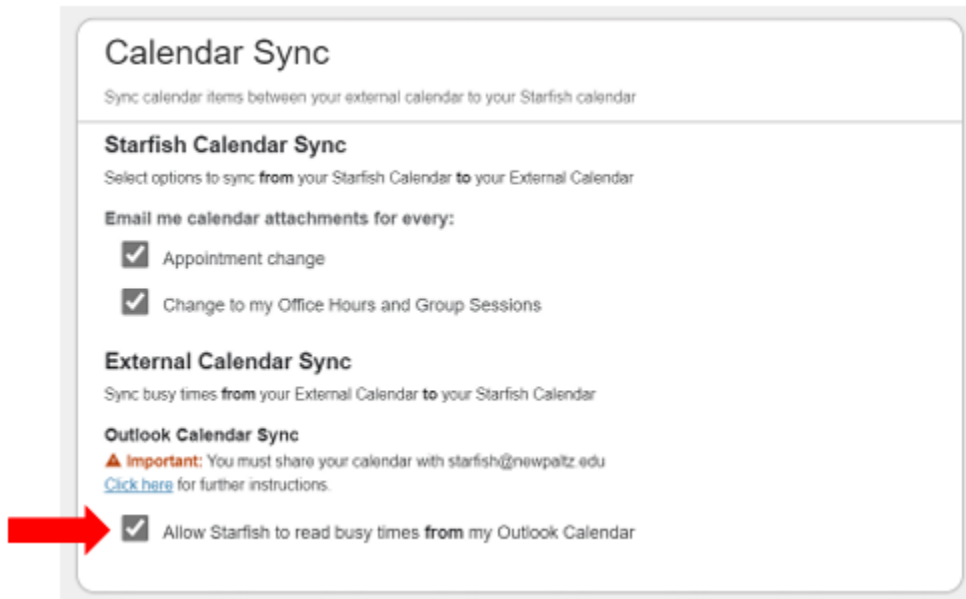 Calendar Sync
Sync calendar items between your external calendar to your Starfish calendar
Starfish Calendar Sync
Select options to sync from your Starfish Calendar to your External Calendar
Email me calendar attachments for every:
Appointment change
Change to my Office Hours and Group Sessions
External Calendar Sync
Sync busy times from your External Calendar to your Starfish Calendar
Outlook Calendar Sync
Important: You must share your calendar with starfish@newpaltz.edu
Click here for further instructions.
Allow Starfish to read busy times from my Outlook Calendar